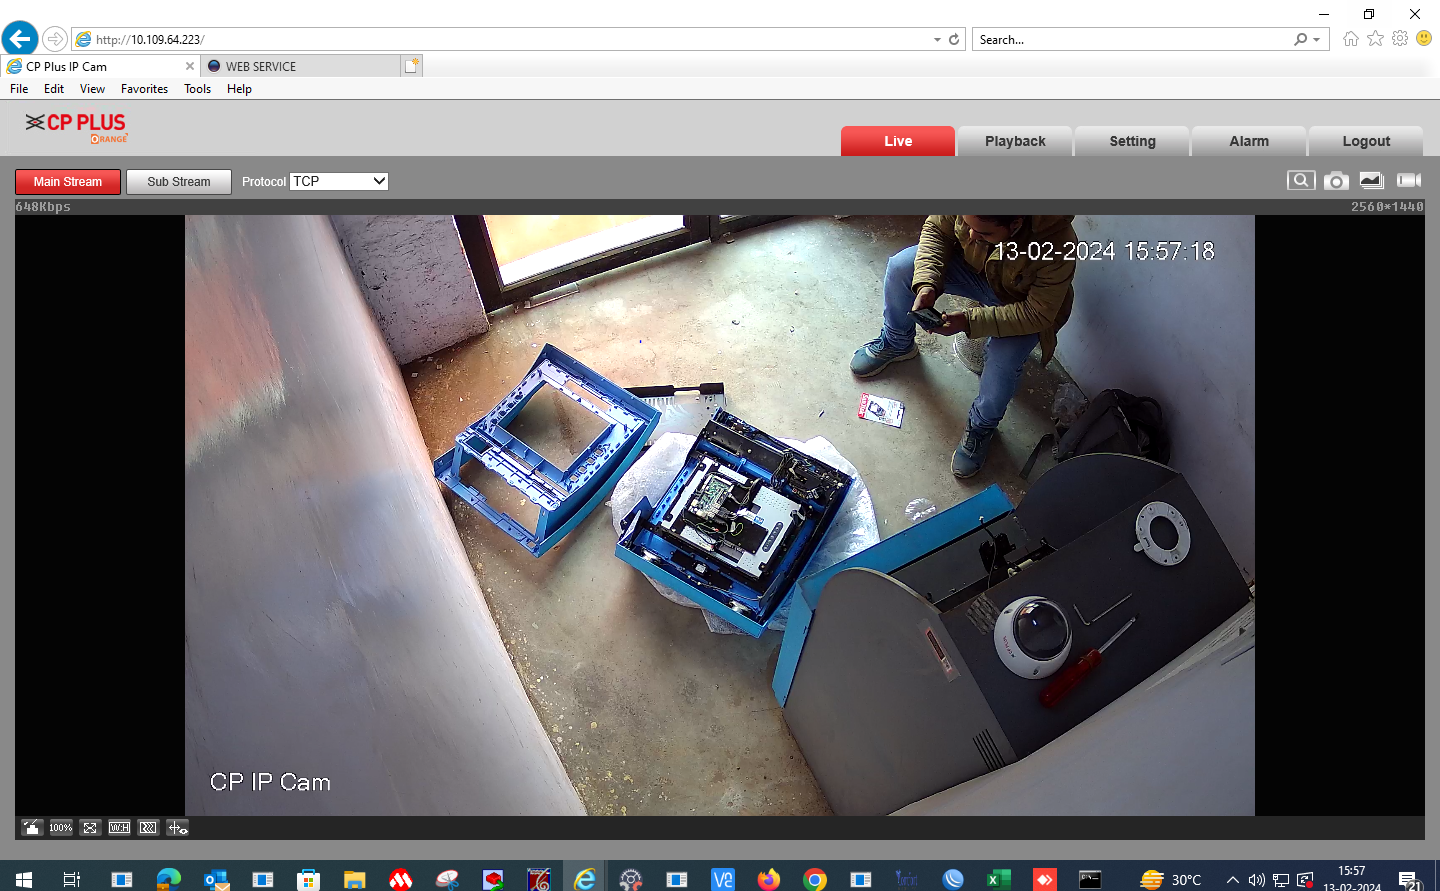 http://10.109.64.223/
Search...
CP Plus IP Cam
WEB SERVICE
File Edit View Favorites Tools Help
CP PLUS
ORANGE
Live Playback Setting Alarm Logout
Main Stream Sub Stream Protocol TCP
648Kbps 2560*1440
13-02-2024 15:57:18
CP IP Cam
100% W:H
15:57
30°C
13-02-2024
21